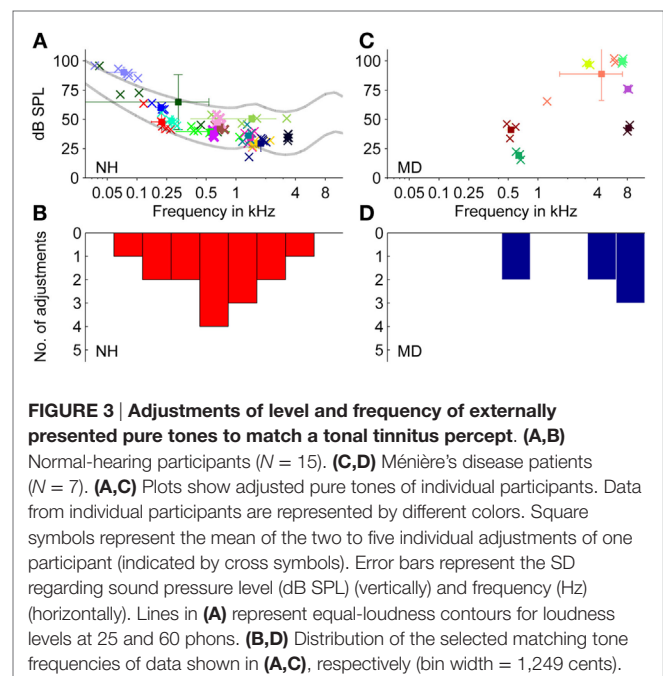 A
C
100
75
50
25
0
dB SPL
NH
0.05 0.1 0.25 0.5 1 2 4 8
Frequency in kHz
100
75
50
25
0
MD
0.05 0.1 0.25 0.5 1 2 4 8
Frequency in kHz
B
D
0
1
2
3
4
5
No. of adjustments
NH
0
1
2
3
4
5
MD
FIGURE 3 | Adjustments of level and frequency of externally
presented pure tones to match a tonal tinnitus percept. (A,B)
Normal-hearing participants (N = 15). (C,D) Ménière’s disease patients
(N = 7). (A,C) Plots show adjusted pure tones of individual participants. Data
from individual participants are represented by different colors. Square
symbols represent the mean of the two to five individual adjustments of one
participant (indicated by cross symbols). Error bars represent the SD
regarding sound pressure level (dB SPL) (vertically) and frequency (Hz)
(horizontally). Lines in (A) represent equal-loudness contours for loudness
levels at 25 and 60 phons. (B,D) Distribution of the selected matching tone
frequencies of data shown in (A,C), respectively (bin width = 1,249 cents).